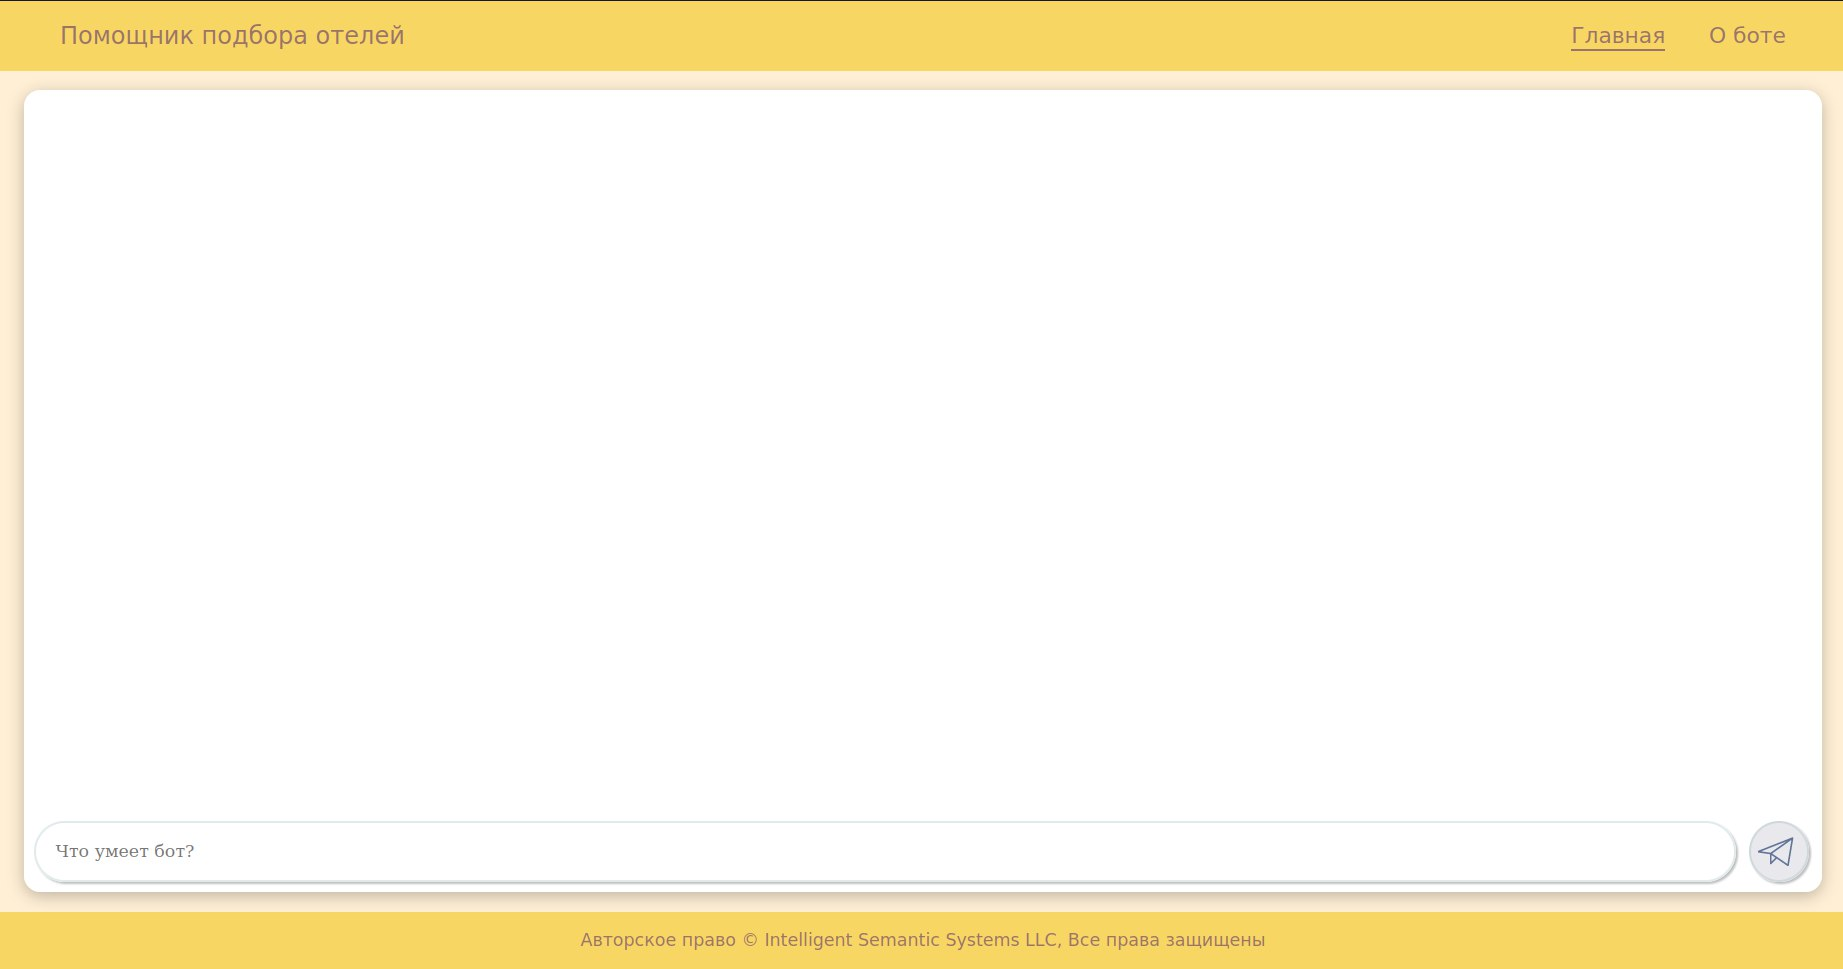 Помощник подбора отелей
Главная
О боте
Что умеет бот?
Авторское право © Intelligent Semantic Systems LLC, Все права защищены